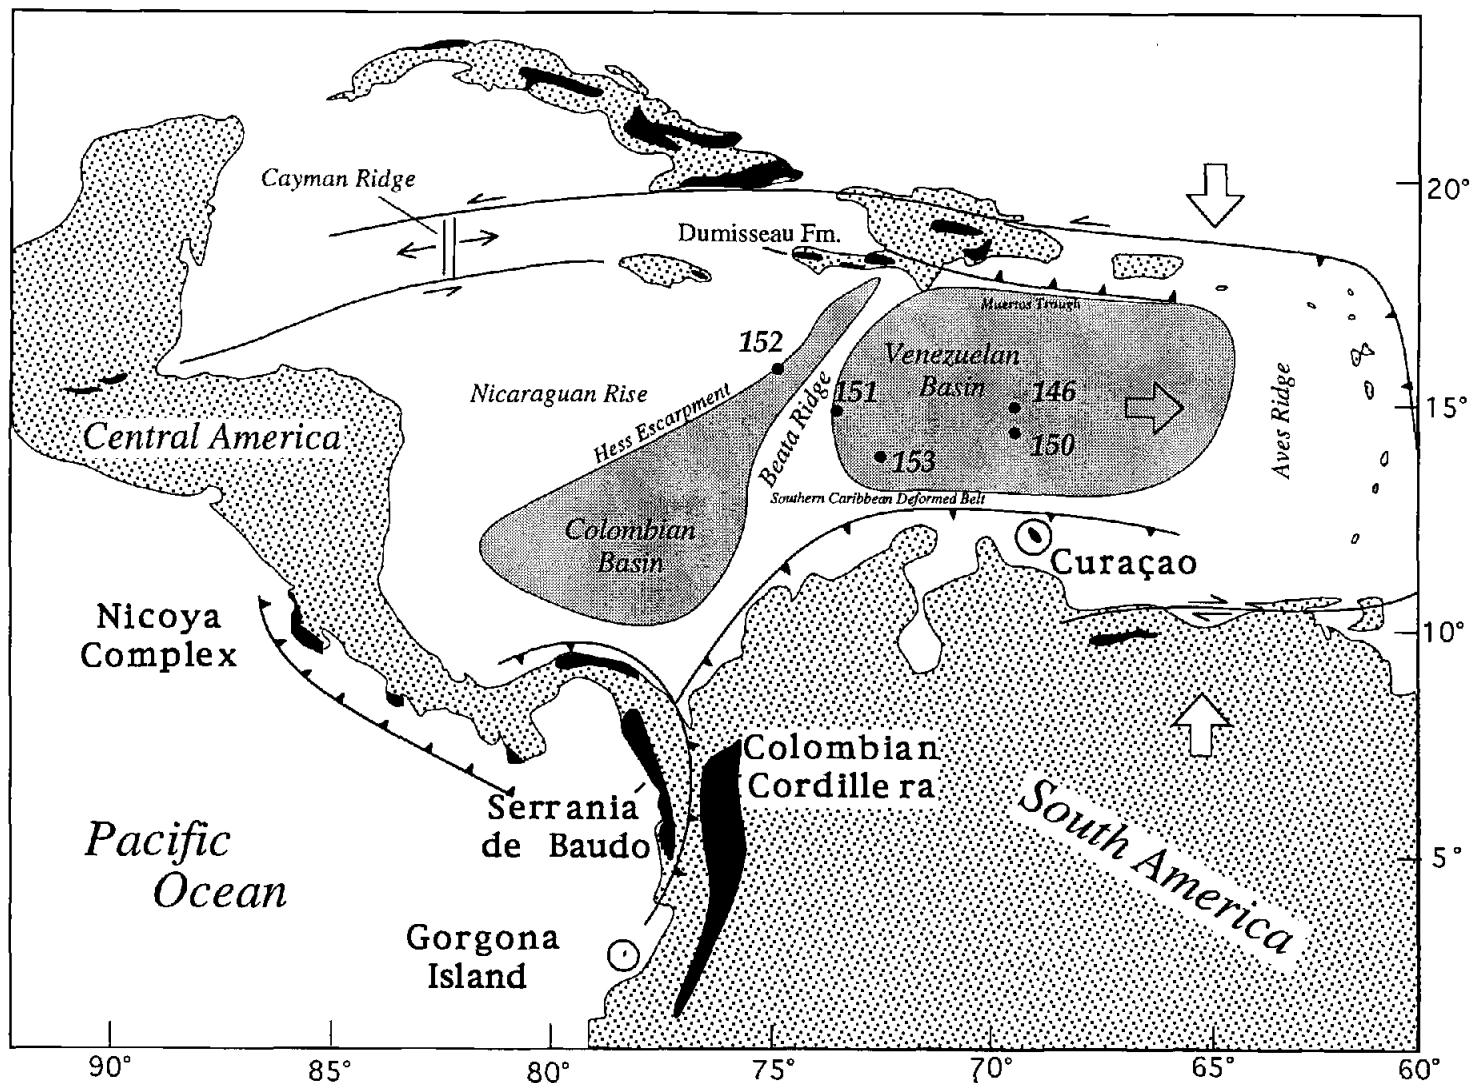 Cayman Ridge
20°
Dumisseau Fm.
Muertos Trough
152
Venezuelan
Basin
Nicaraguan Rise
151
146
15°
Hess Escarpment
Beata Ridge
Aves Ridge
Central America
150
153
Southern Caribbean Deformed Belt
Colombian
Basin
Curaçao
Nicoya
Complex
10°
Colombian
Cordillera
Serranía
de Baudo
South America
Pacific
Ocean
5°
Gorgona
Island
90°
85°
80°
75°
70°
65°
60°